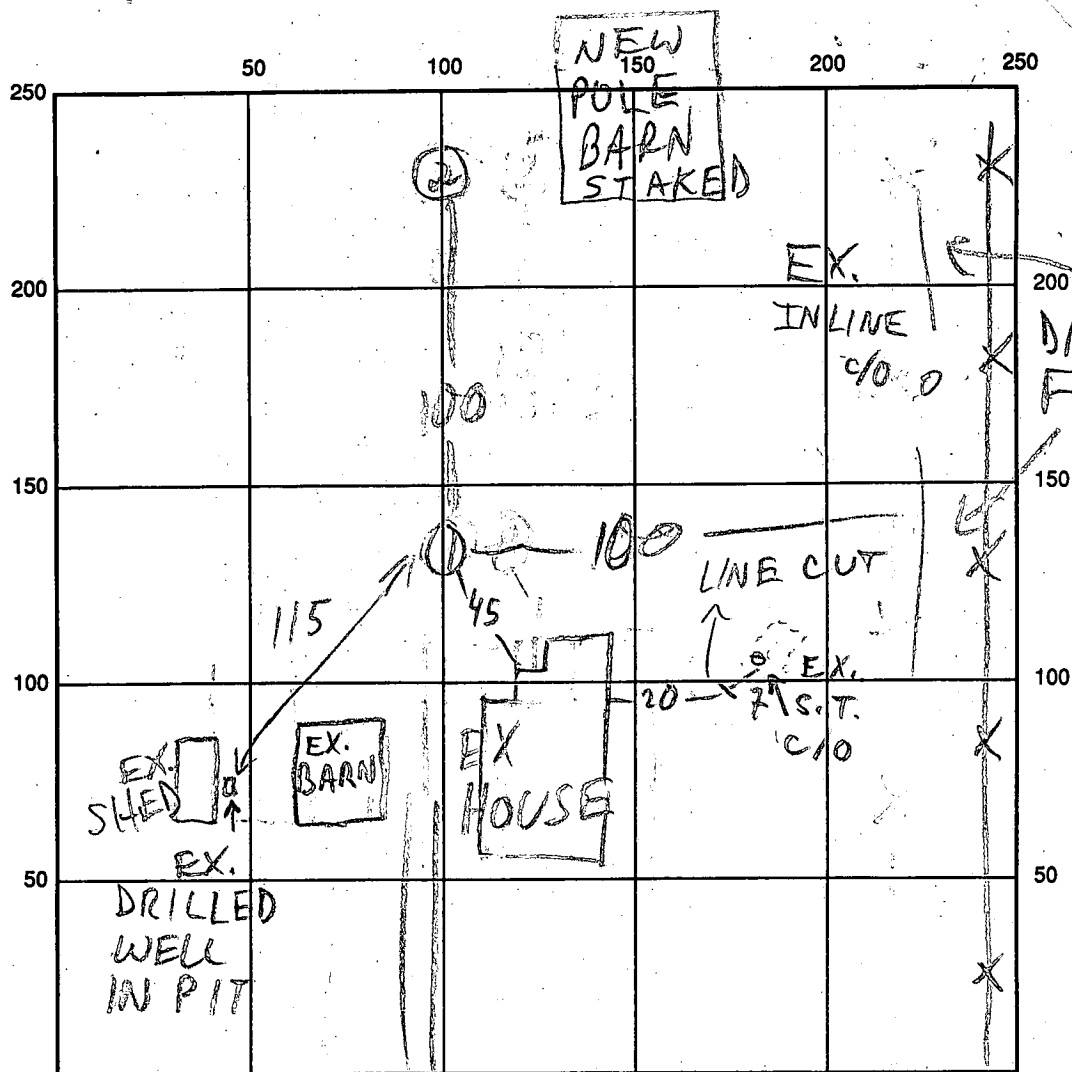 NEW
POLE
BARN
STAKED
50 100 150 200 250
250
2
200 200
EX.
INLINE
C/O
100
150 150
100
LINE CUT
45
115
100 100
20
7
EX.
S.T.
C/O
EX.
SHED
EX.
BARN
EX
HOUSE
50 50
EX.
DRILLED
WELL
IN PIT